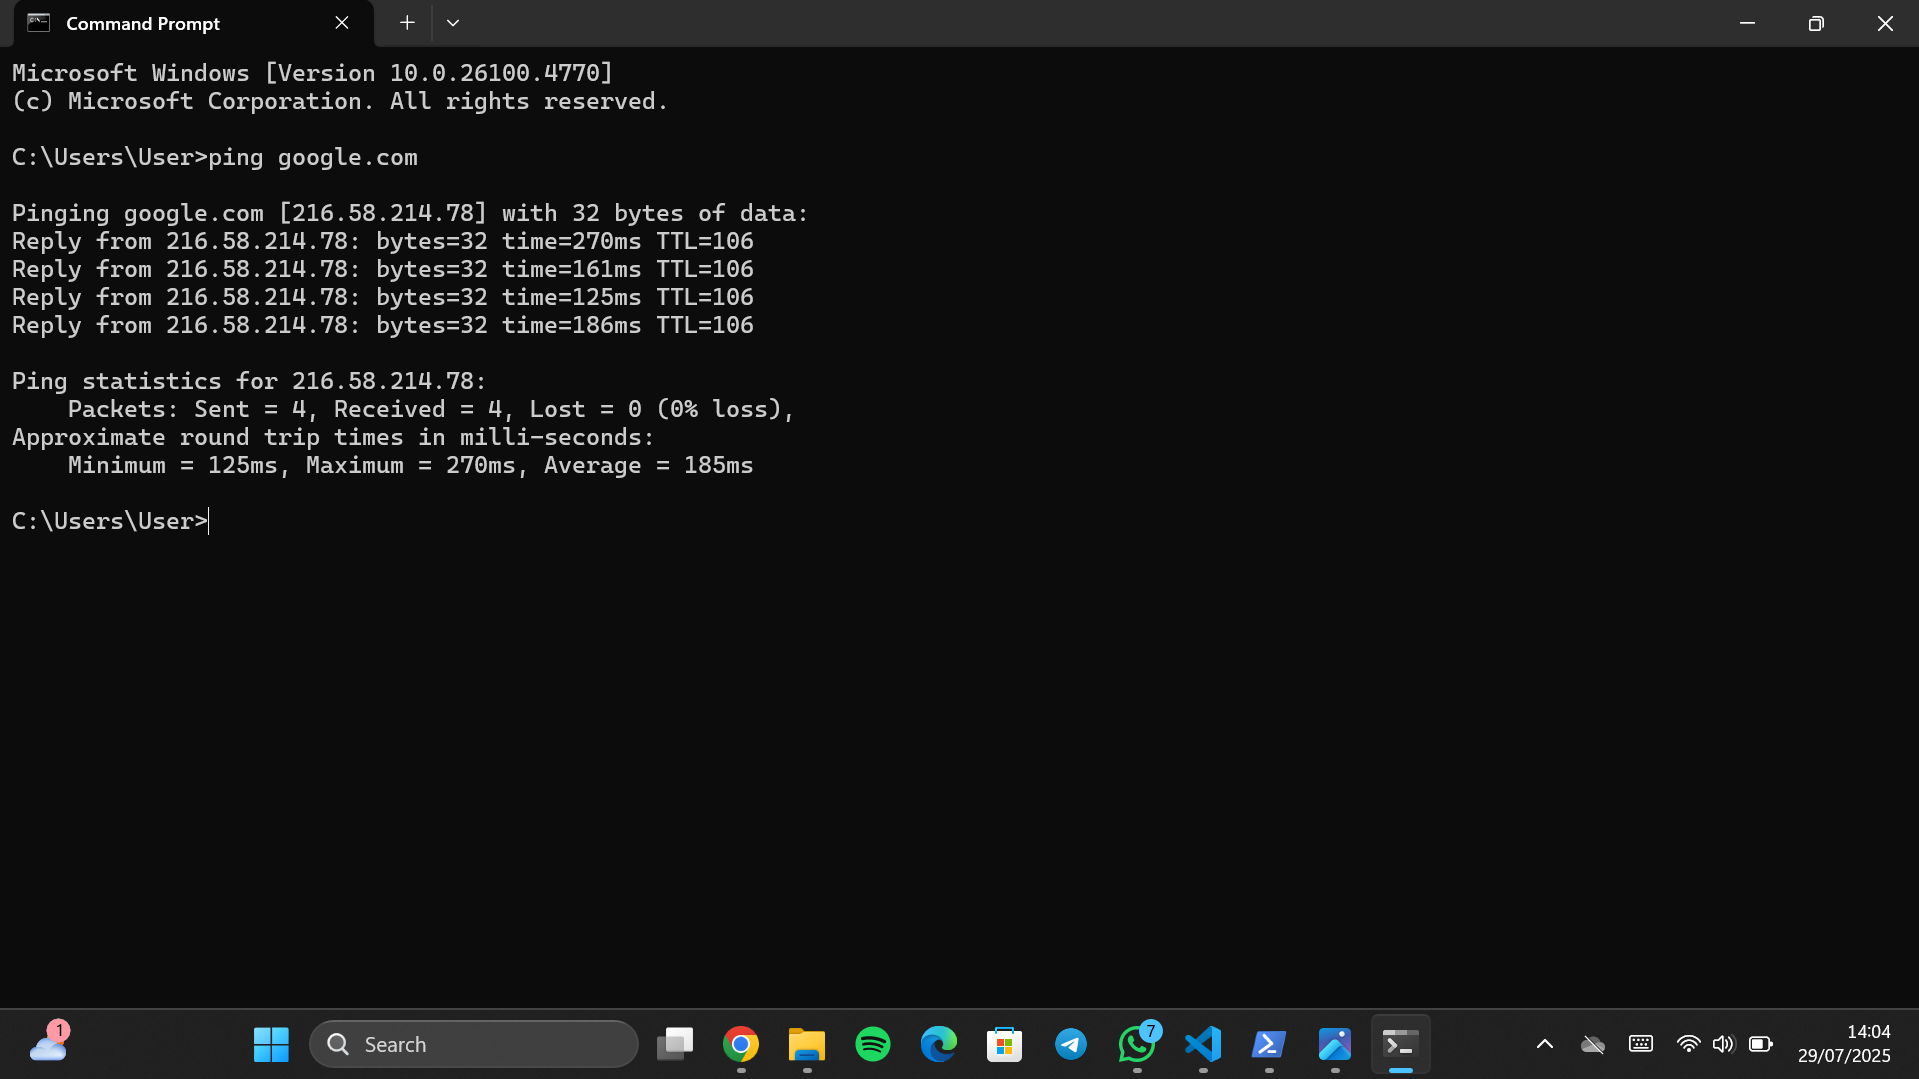 Command Prompt
Microsoft Windows [Version 10.0.26100.4770]
(c) Microsoft Corporation. All rights reserved.
C:\Users\User>ping google.com
Pinging google.com [216.58.214.78] with 32 bytes of data:
Reply from 216.58.214.78: bytes=32 time=270ms TTL=106
Reply from 216.58.214.78: bytes=32 time=161ms TTL=106
Reply from 216.58.214.78: bytes=32 time=125ms TTL=106
Reply from 216.58.214.78: bytes=32 time=186ms TTL=106
Ping statistics for 216.58.214.78:
    Packets: Sent = 4, Received = 4, Lost = 0 (0% loss),
Approximate round trip times in milli-seconds:
    Minimum = 125ms, Maximum = 270ms, Average = 185ms
C:\Users\User>
1
Search
7
14:04
29/07/2025